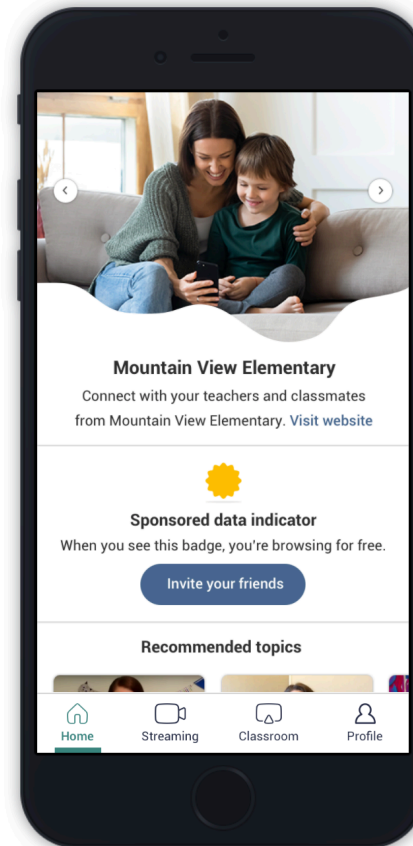 Mountain View Elementary
Connect with your teachers and classmates
from Mountain View Elementary. Visit website
Sponsored data indicator
When you see this badge, you're browsing for free.
Invite your friends
Recommended topics
Home
Streaming
Classroom
Profile